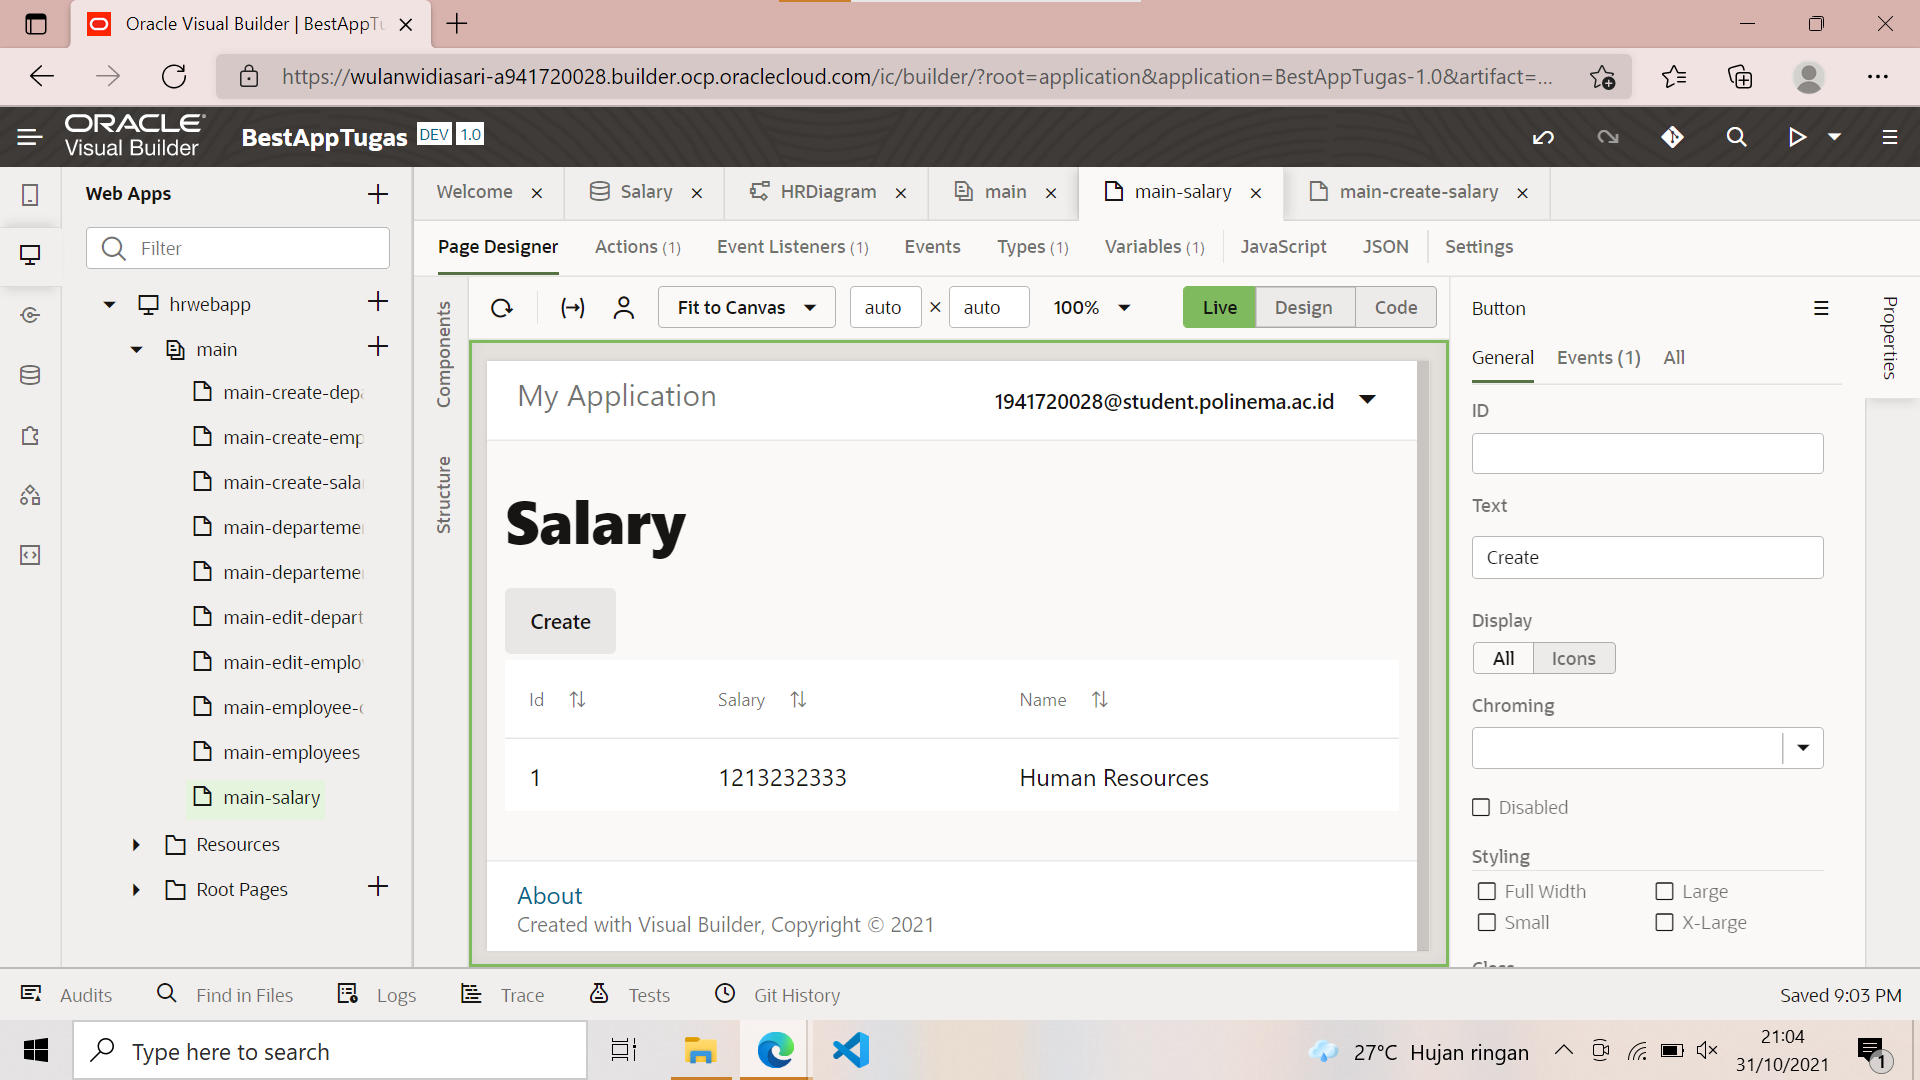 Oracle Visual Builder | BestAppTu
https://wulanwidiasari-a941720028.builder.ocp.oraclecloud.com/ic/builder/?root=application&application=BestAppTugas-1.0&artifact=...
ORACLE
Visual Builder
BestAppTugas DEV 1.0
Web Apps
Filter
hrwebapp
main
main-create-depa
main-create-emp
main-create-sala
main-departemen
main-departemen
main-edit-depart
main-edit-emplo
main-employee-c
main-employees
main-salary
Resources
Root Pages
Welcome
Salary
HRDiagram
main
main-salary
main-create-salary
Page Designer
Actions (1)
Event Listeners (1)
Events
Types (1)
Variables (1)
JavaScript
JSON
Settings
Components
Structure
Fit to Canvas
auto × auto
100%
Live
Design
Code
My Application
1941720028@student.polinema.ac.id
Salary
Create
Id Salary Name
1 1213232333 Human Resources
About
Created with Visual Builder, Copyright © 2021
Button
General
Events (1)
All
ID
Text
Create
Display
All Icons
Chroming
Disabled
Styling
Full Width Large
Small X-Large
Properties
Audits
Find in Files
Logs
Trace
Tests
Git History
Saved 9:03 PM
Type here to search
27°C Hujan ringan
21:04
31/10/2021
1